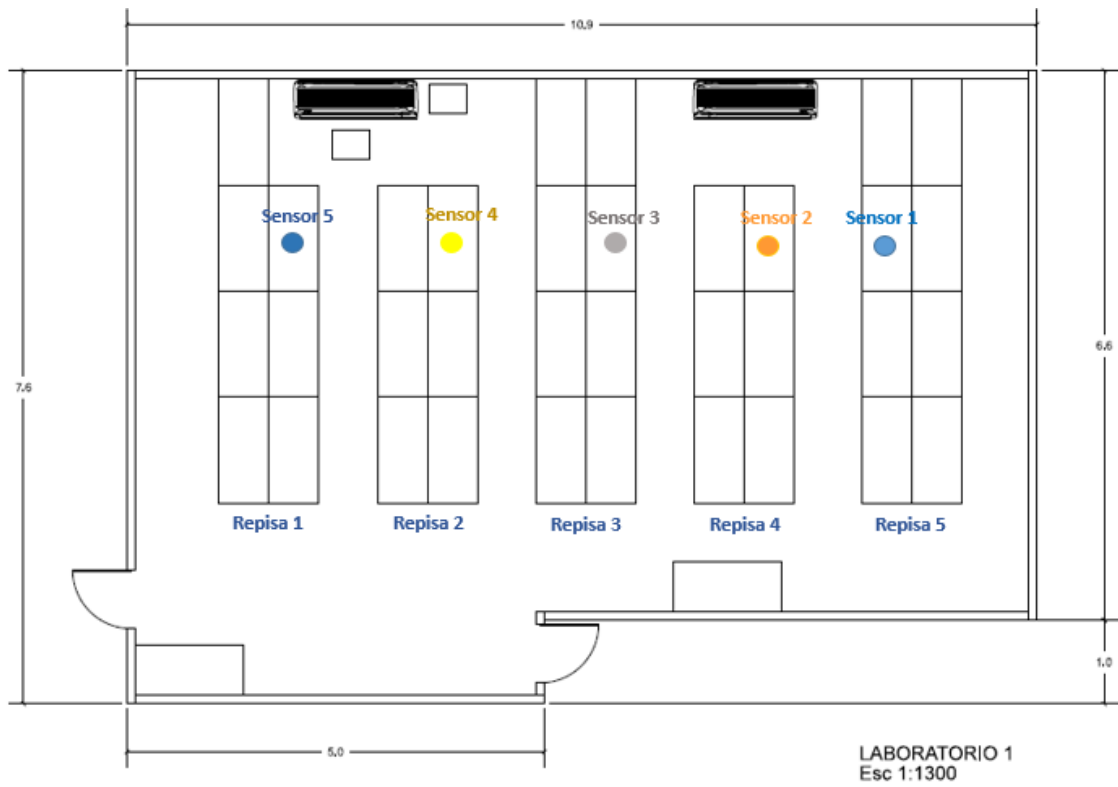 10.9
Sensor 5
Sensor 4
Sensor 3
Sensor 2
Sensor 1
7.6
6.6
Repisa 1
Repisa 2
Repisa 3
Repisa 4
Repisa 5
1.0
5.0
LABORATORIO 1
Esc 1:1300